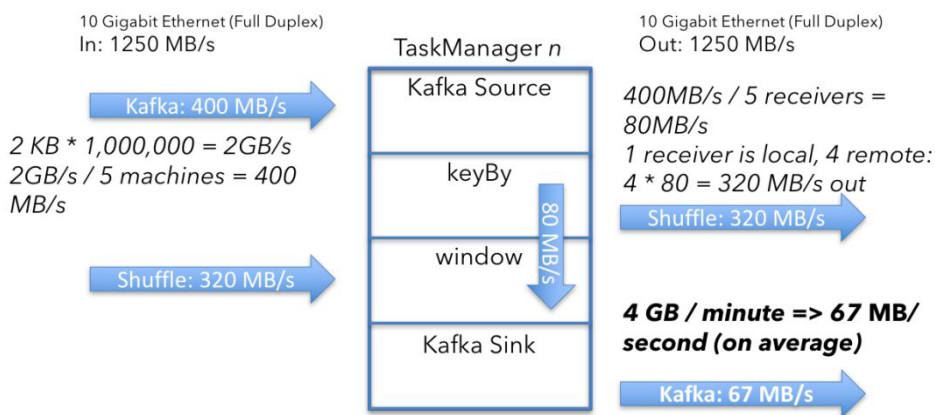 10 Gigabit Ethernet (Full Duplex)
In: 1250 MB/s
Kafka: 400 MB/s
2 KB * 1,000,000 = 2GB/s
2GB/s / 5 machines = 400
MB/s
Shuffle: 320 MB/s
TaskManager n
Kafka Source
keyBy
80 MB/s
window
Kafka Sink
10 Gigabit Ethernet (Full Duplex)
Out: 1250 MB/s
400MB/s / 5 receivers =
80MB/s
1 receiver is local, 4 remote:
4 * 80 = 320 MB/s out
Shuffle: 320 MB/s
4 GB / minute => 67 MB/
second (on average)
Kafka: 67 MB/s